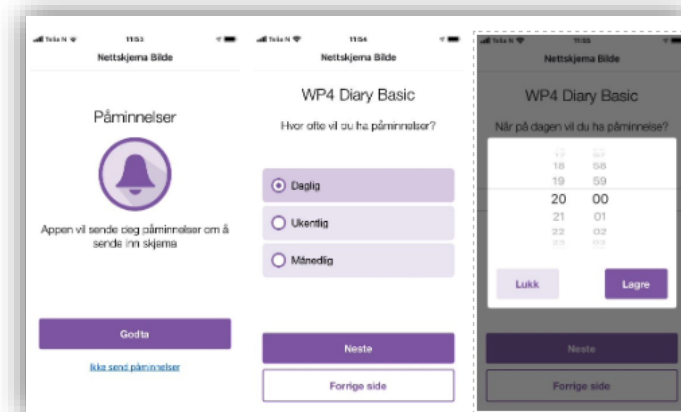 Telia N 11:53
Nettskjema Bilde
Påminnelser
Appen vil sende deg påminnelser om å
sende inn skjema
Godta
Ikke send påminnelser
Telia N 11:54
Nettskjema Bilde
WP4 Diary Basic
Hvor ofte vil du ha påminnelser?
Daglig
Ukentlig
Månedlig
Neste
Forrige side
Telia N 11:55
Nettskjema Bilde
WP4 Diary Basic
Når på dagen vil du ha påminnelse?
18 58
19 59
20 00
21 01
22 02
23 03
Lukk Lagre
Neste
Forrige side